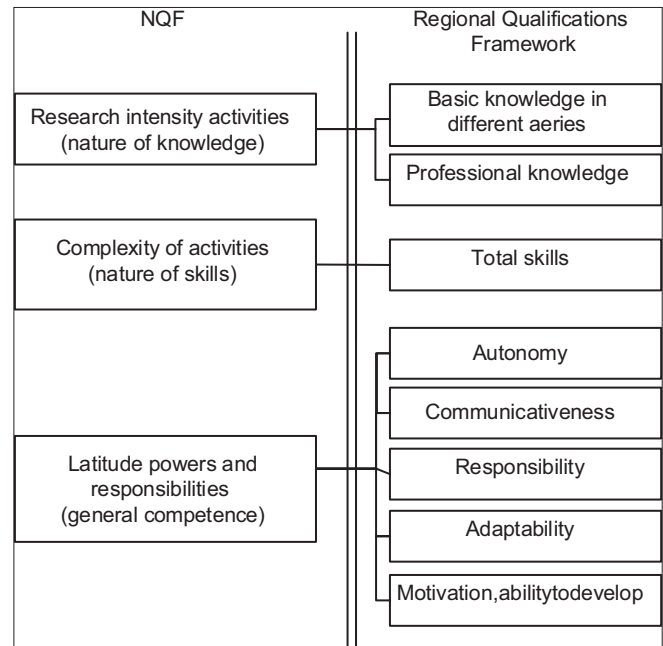 NQF
Regional Qualifications
Framework
Research intensity activities
(nature of knowledge)
Basic knowledge in
different aeries
Professional knowledge
Complexity of activities
(nature of skills)
Total skills
Latitude powers and
responsibilities
(general competence)
Autonomy
Communicativeness
Responsibility
Adaptability
Motivation,abilitytodevelop